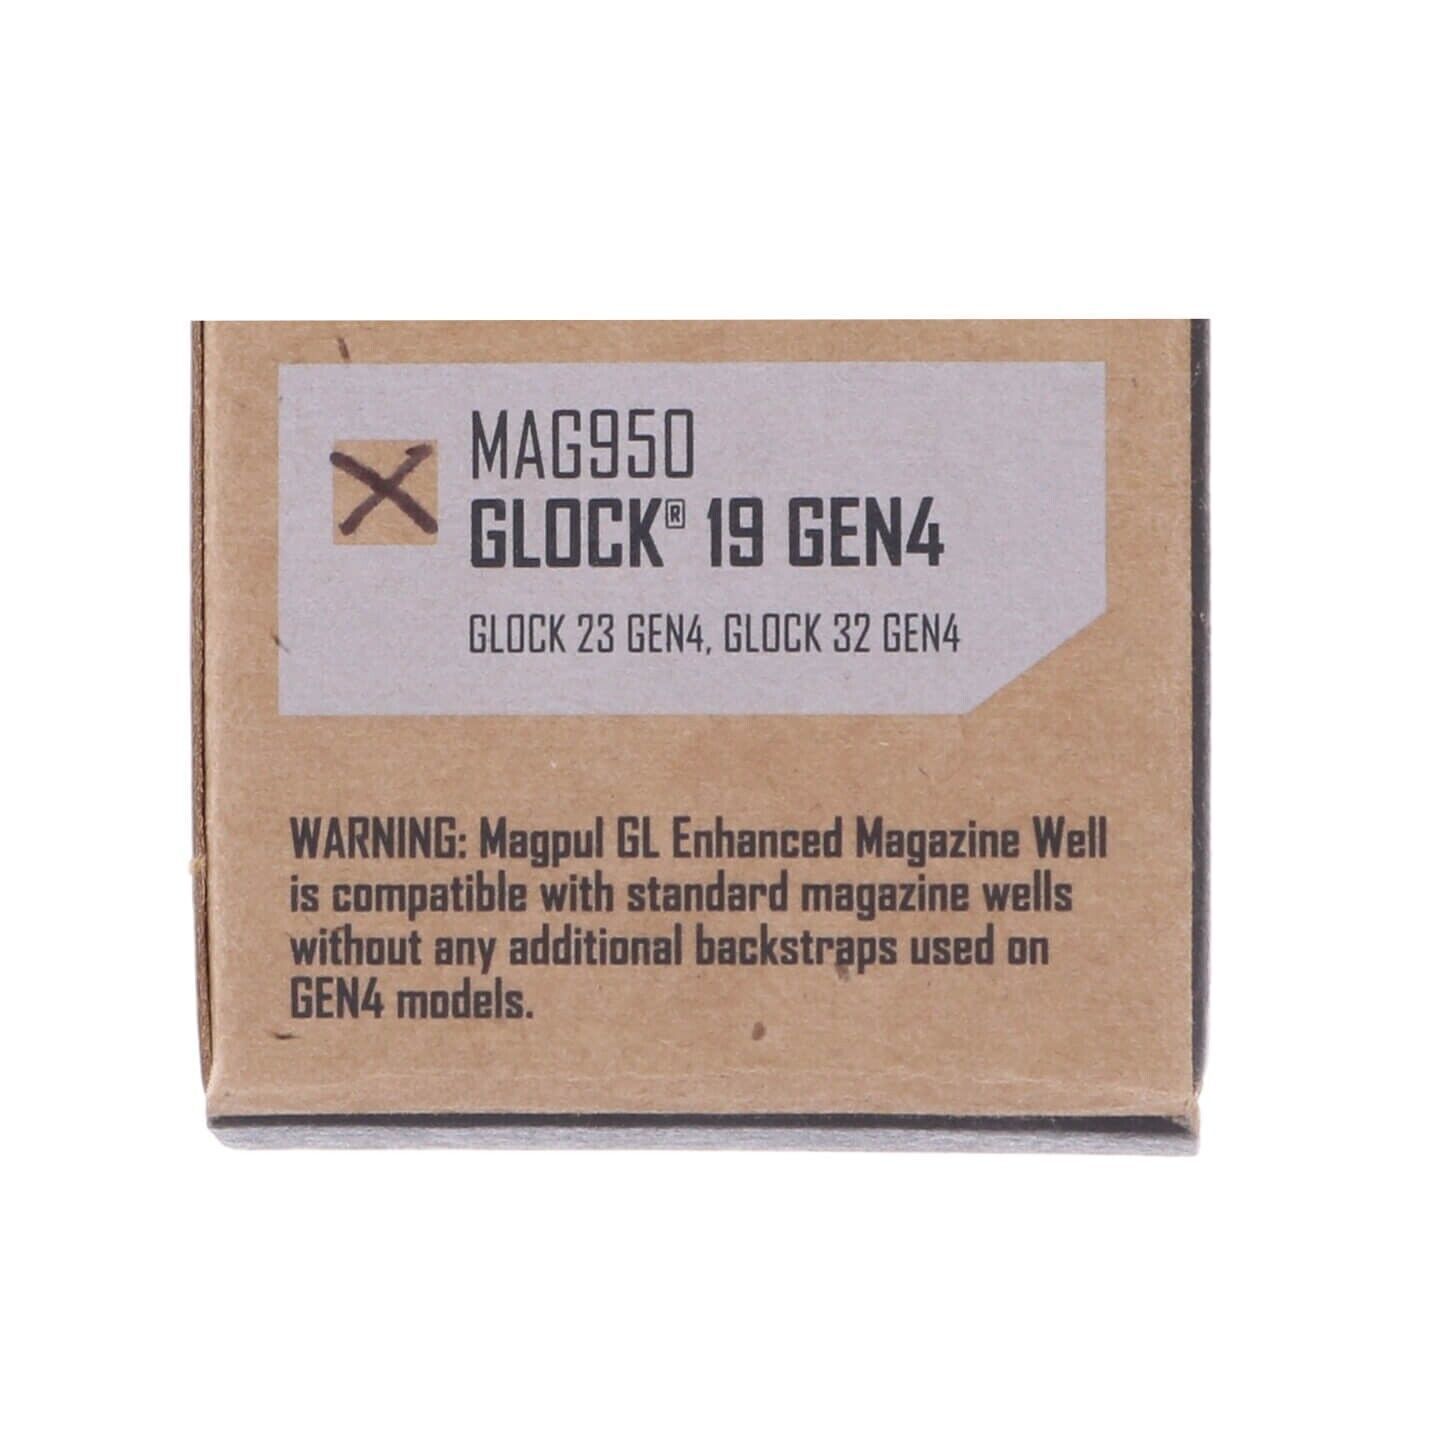 MAG950
GLOCK® 19 GEN4
GLOCK 23 GEN4, GLOCK 32 GEN4
WARNING: Magpul GL Enhanced Magazine Well
is compatible with standard magazine wells
without any additional backstraps used on
GEN4 models.